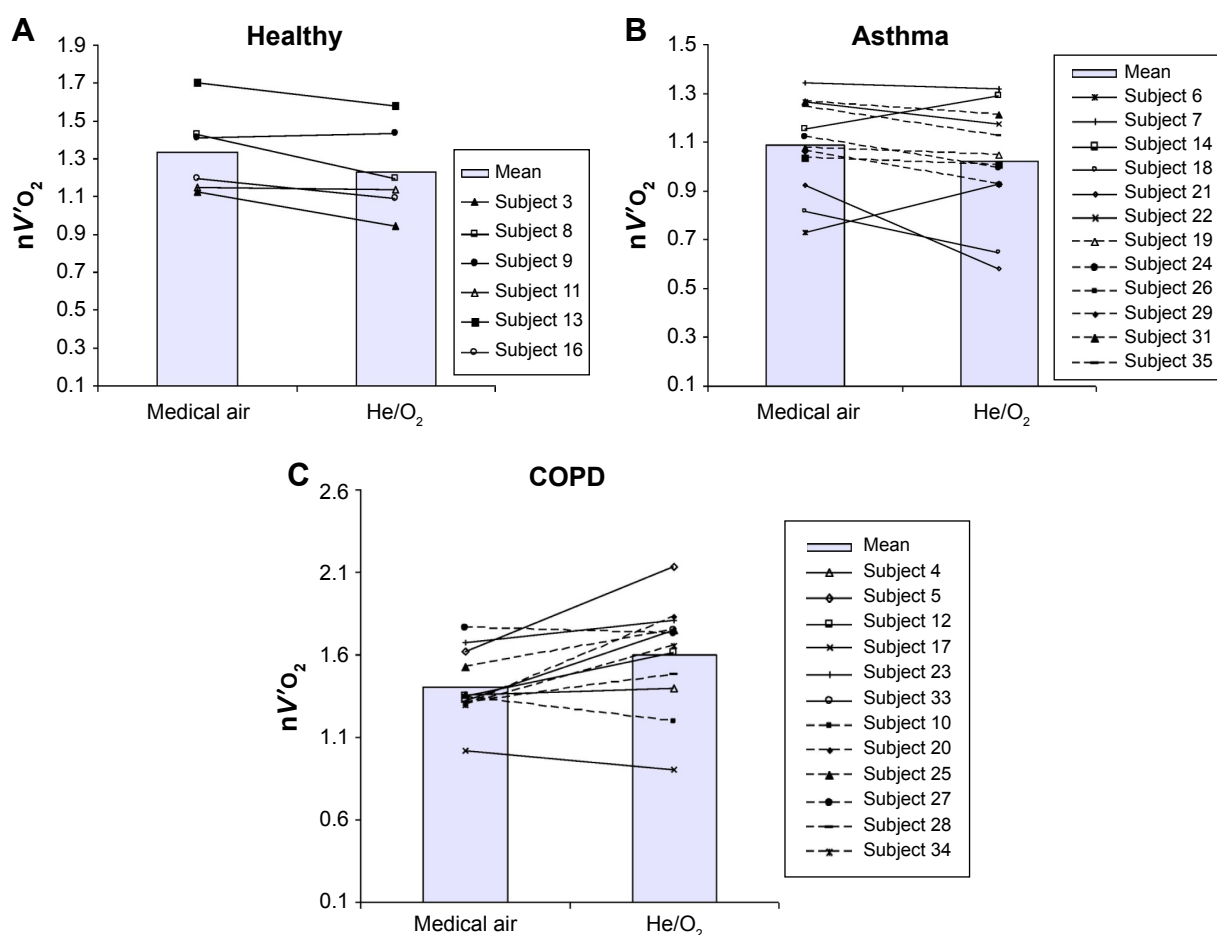 A
Healthy
nV'O₂
1.9
1.7
1.5
1.3
1.1
0.9
0.7
0.5
0.3
0.1
Medical air
He/O₂
Mean
Subject 3
Subject 8
Subject 9
Subject 11
Subject 13
Subject 16
B
Asthma
nV'O₂
1.5
1.3
1.1
0.9
0.7
0.5
0.3
0.1
Medical air
He/O₂
Mean
Subject 6
Subject 7
Subject 14
Subject 18
Subject 21
Subject 22
Subject 19
Subject 24
Subject 26
Subject 29
Subject 31
Subject 35
C
COPD
nV'O₂
2.6
2.1
1.6
1.1
0.6
0.1
Medical air
He/O₂
Mean
Subject 4
Subject 5
Subject 12
Subject 17
Subject 23
Subject 33
Subject 10
Subject 20
Subject 25
Subject 27
Subject 28
Subject 34